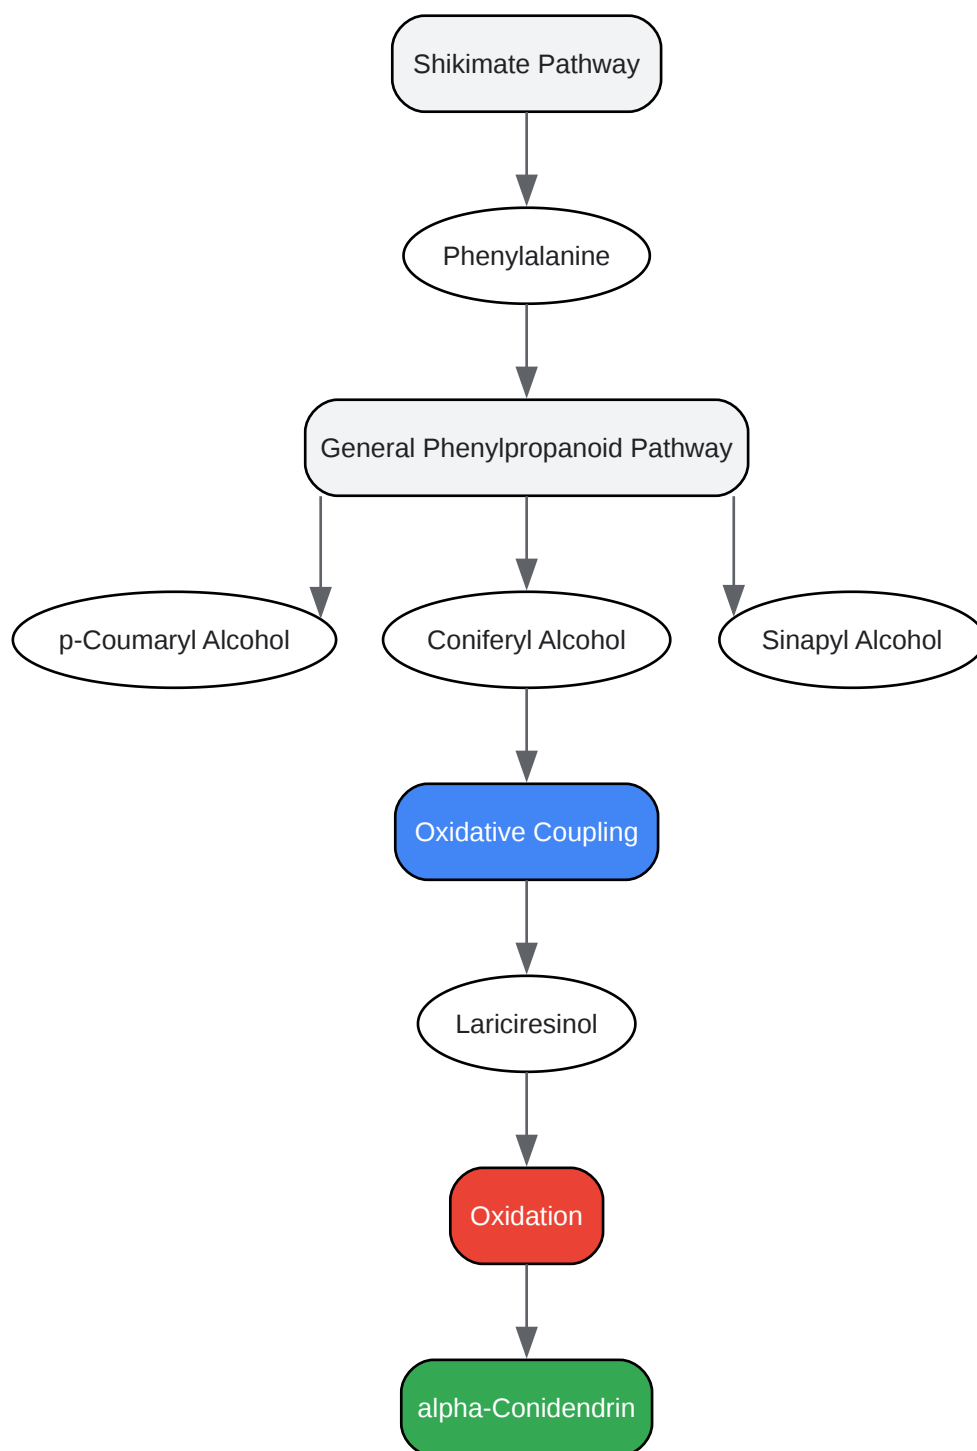 Shikimate Pathway
Phenylalanine
General Phenylpropanoid Pathway
p-Coumaryl Alcohol
Coniferyl Alcohol
Sinapyl Alcohol
Oxidative Coupling
Lariciresinol
Oxidation
alpha-Conidendrin